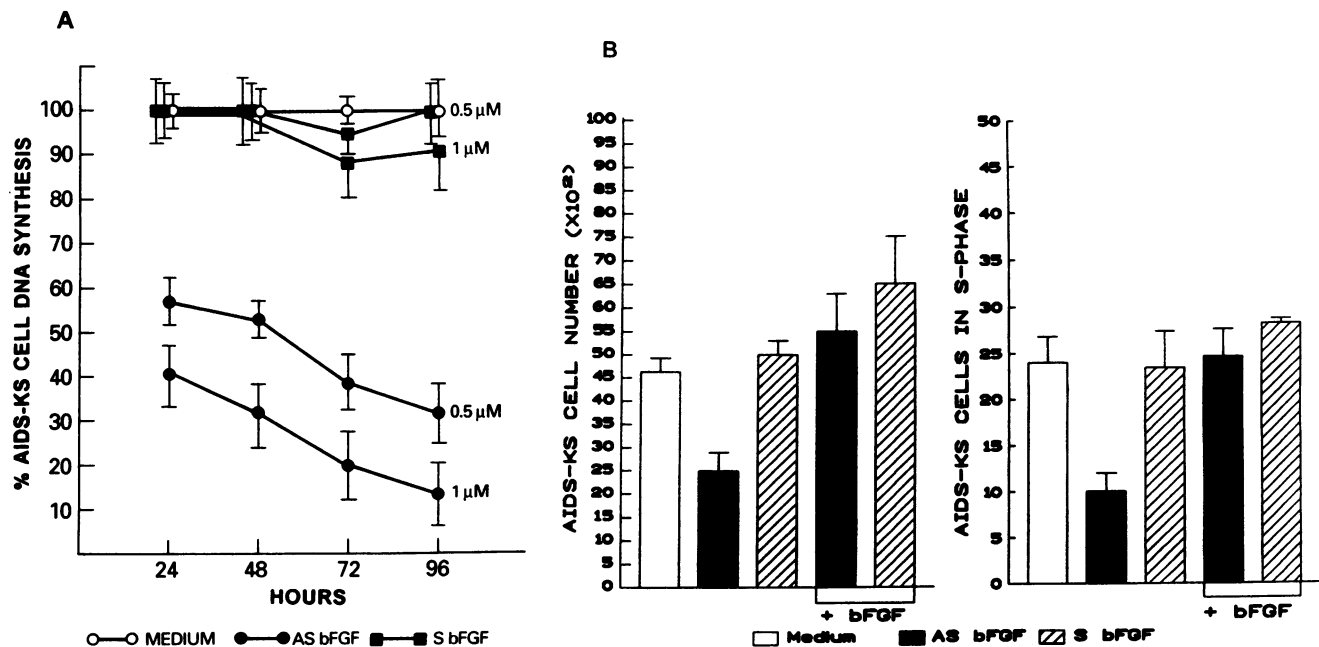 A
% AIDS-KS CELL DNA SYNTHESIS
100
90
80
70
60
50
40
30
20
10
0.5 μM
1 μM
0.5 μM
1 μM
24 48 72 96
HOURS
MEDIUM AS bFGF S bFGF
B
AIDS-KS CELL NUMBER (X10²)
100
95
90
85
80
75
70
65
60
55
50
45
40
35
30
25
20
15
10
5
0
+ bFGF
AIDS-KS CELLS IN S-PHASE
50
45
40
35
30
25
20
15
10
5
0
+ bFGF
Medium AS bFGF S bFGF